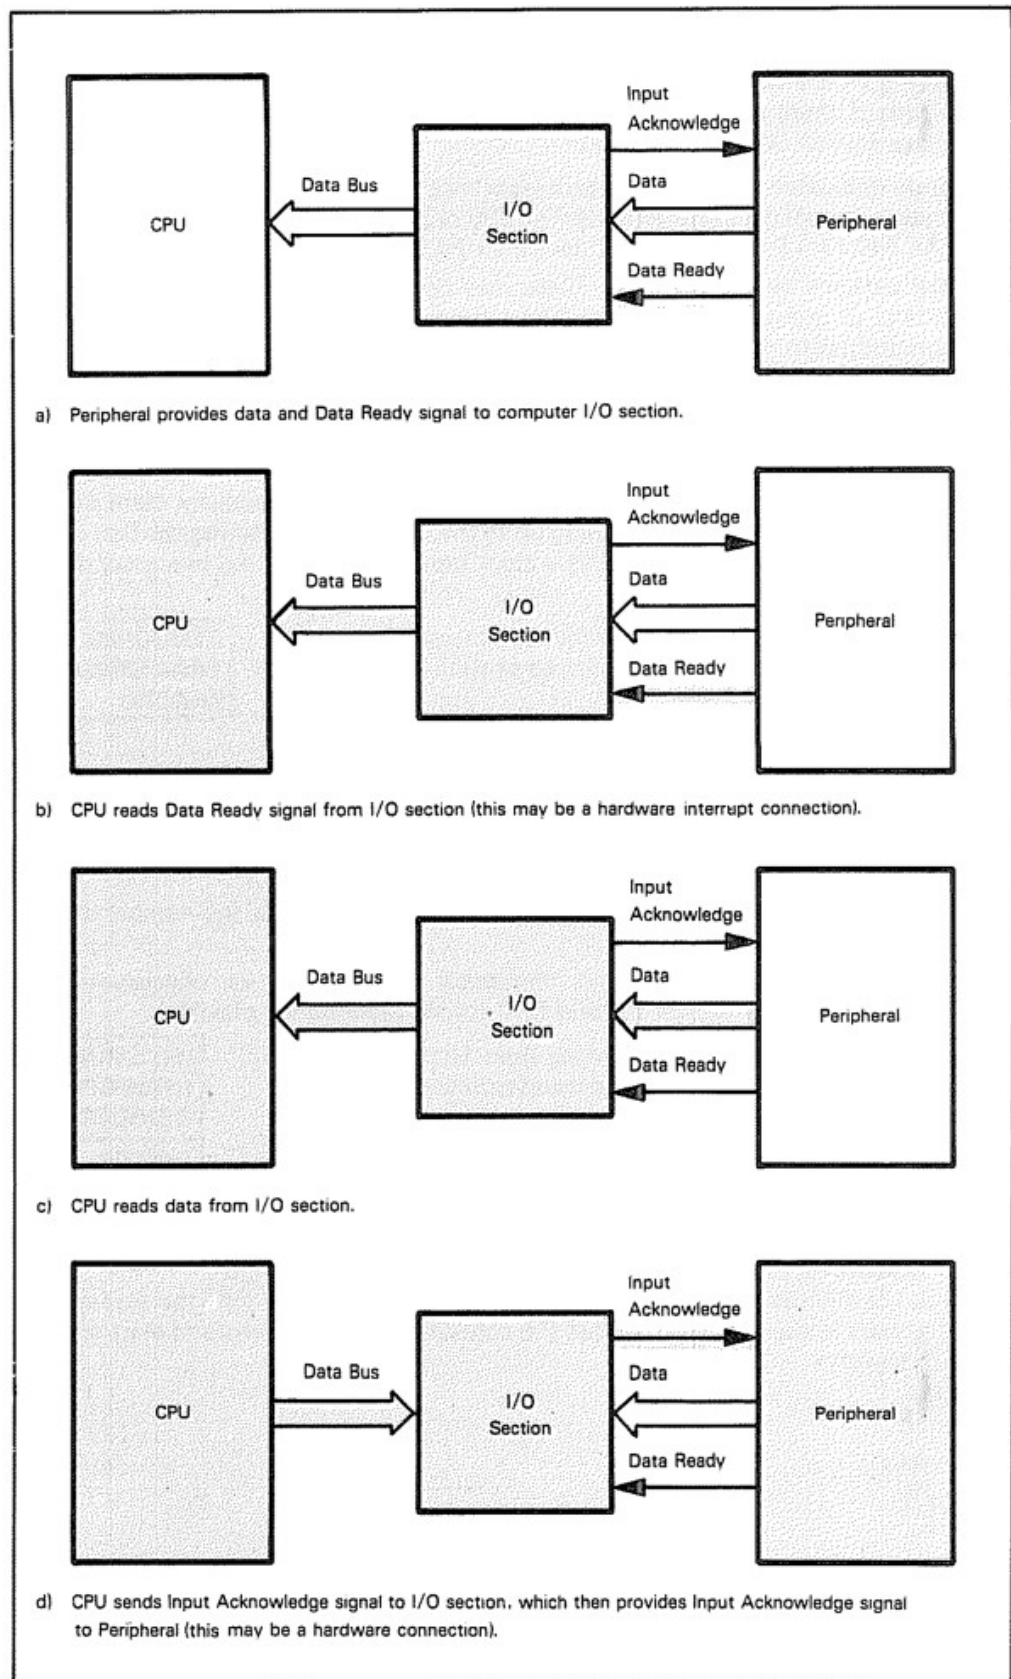 Input
Acknowledge
Data Bus
Data
CPU
I/O
Section
Peripheral
Data Ready
a) Peripheral provides data and Data Ready signal to computer I/O section.
Input
Acknowledge
Data Bus
Data
CPU
I/O
Section
Peripheral
Data Ready
b) CPU reads Data Ready signal from I/O section (this may be a hardware interrupt connection).
Input
Acknowledge
Data Bus
Data
CPU
I/O
Section
Peripheral
Data Ready
c) CPU reads data from I/O section.
Input
Acknowledge
Data Bus
Data
CPU
I/O
Section
Peripheral
Data Ready
d) CPU sends Input Acknowledge signal to I/O section, which then provides Input Acknowledge signal
to Peripheral (this may be a hardware connection).